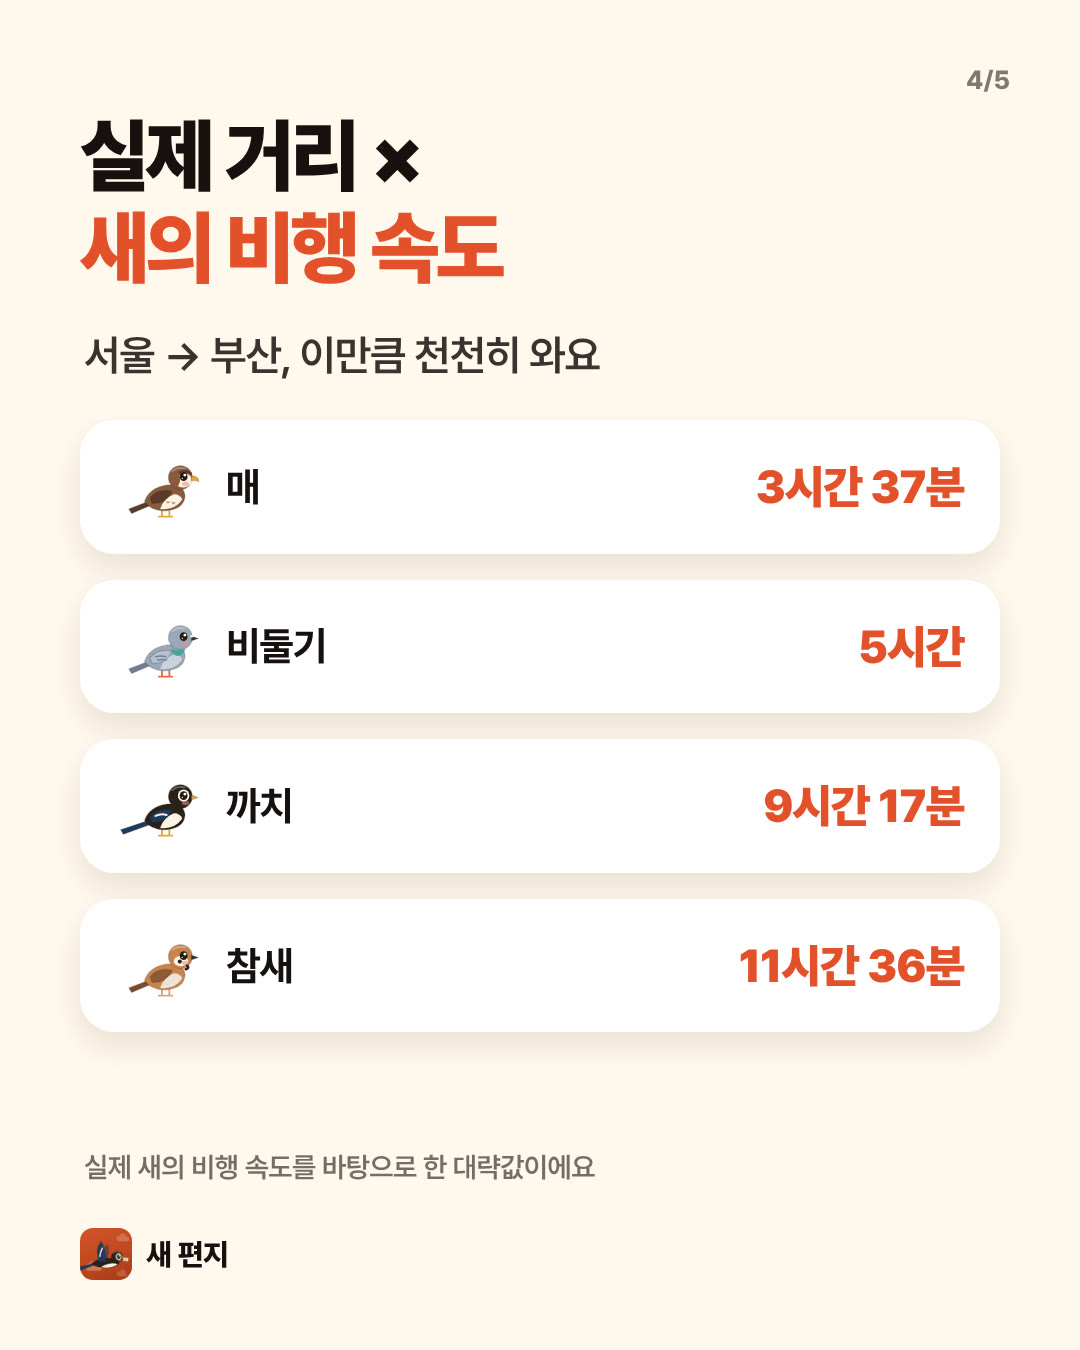 4/5
실제 거리 ×
새의 비행 속도
서울 → 부산, 이만큼 천천히 와요
매 3시간 37분
비둘기 5시간
까치 9시간 17분
참새 11시간 36분
실제 새의 비행 속도를 바탕으로 한 대략값이에요
새 편지